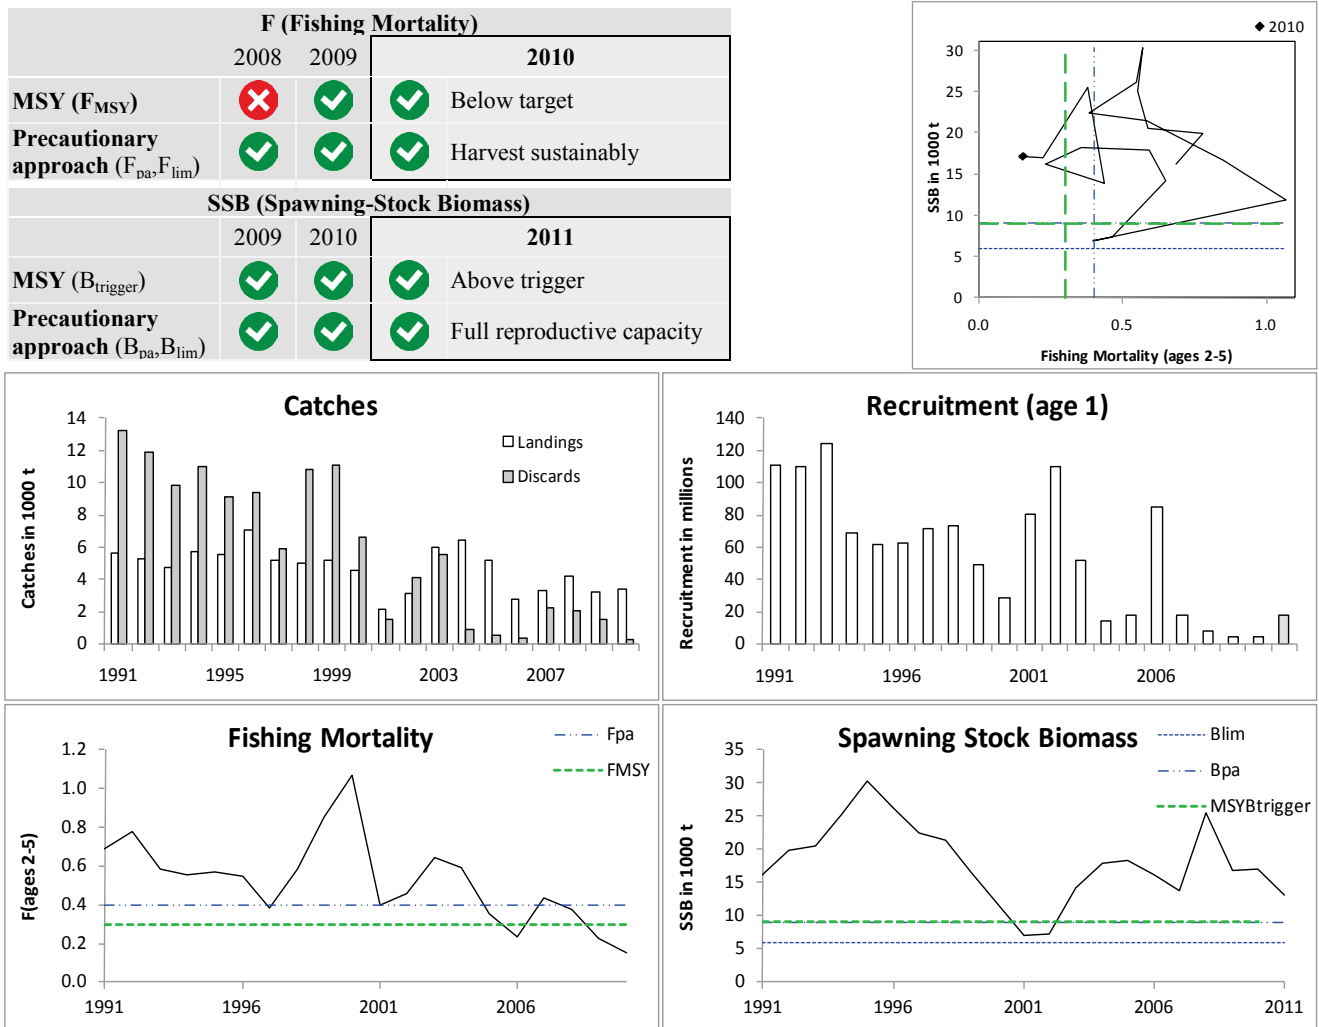 F (Fishing Mortality)
2008 2009 2010
MSY (FMSY) Below target
Precautionary
approach (Fpa,Flim) Harvest sustainably
SSB (Spawning-Stock Biomass)
2009 2010 2011
MSY (Btrigger) Above trigger
Precautionary
approach (Bpa,Blim) Full reproductive capacity
2010
30
25
20
15
10
5
0
SSB in 1000 t
0.0 0.5 1.0
Fishing Mortality (ages 2-5)
Catches
14
12
10
8
6
4
2
0
Catches in 1000 t
Landings
Discards
1991 1995 1999 2003 2007
Recruitment (age 1)
140
120
100
80
60
40
20
0
Recruitment in millions
1991 1996 2001 2006
Fishing Mortality
Fpa
FMSY
1.2
1.0
0.8
0.6
0.4
0.2
0.0
F(ages 2-5)
1991 1996 2001 2006
Spawning Stock Biomass
Blim
Bpa
MSYBtrigger
35
30
25
20
15
10
5
0
SSB in 1000 t
1991 1996 2001 2006 2011